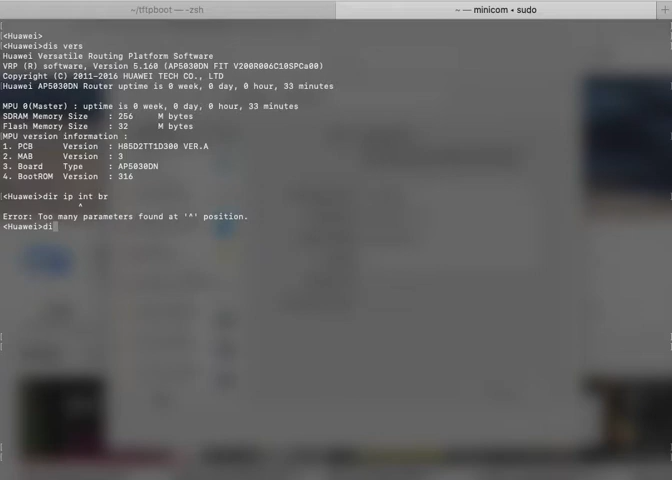 ~/tftpboot — -zsh
~ — minicom • sudo
<Huawei>
<Huawei>dis vers
Huawei Versatile Routing Platform Software
VRP (R) software, Version 5.160 (AP5030DN FIT V200R006C10SPCa00)
Copyright (C) 2011-2016 HUAWEI TECH CO., LTD
Huawei AP5030DN Router uptime is 0 week, 0 day, 0 hour, 33 minutes
MPU 0(Master) : uptime is 0 week, 0 day, 0 hour, 33 minutes
SDRAM Memory Size : 256 M bytes
Flash Memory Size : 32 M bytes
MPU version information :
1. PCB Version : H85D2TT1D300 VER.A
2. MAB Version : 3
3. Board Type : AP5030DN
4. BootROM Version : 316
<Huawei>dir ip int br
^
Error: Too many parameters found at '^' position.
<Huawei>di